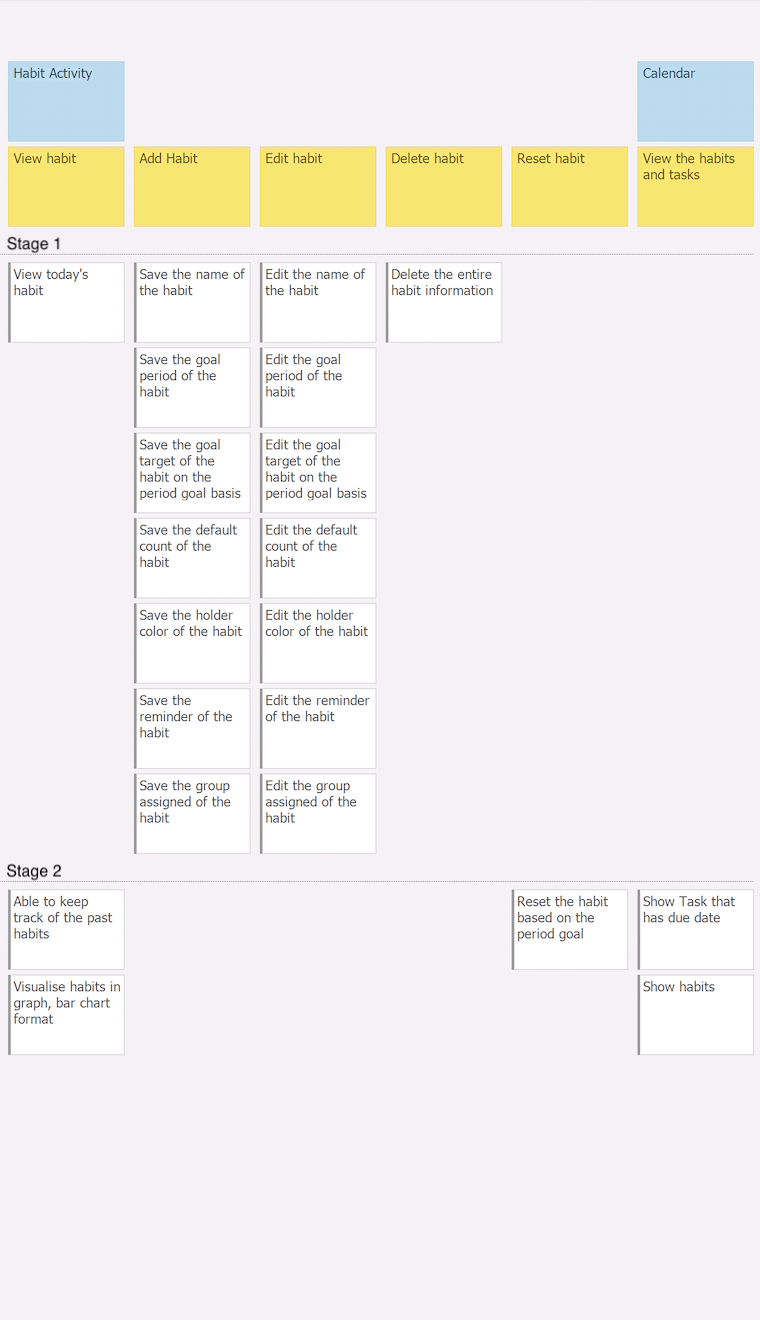 Habit Activity
Calendar
View habit
Add Habit
Edit habit
Delete habit
Reset habit
View the habits
and tasks
Stage 1
View today's
habit
Save the name of
the habit
Edit the name of
the habit
Delete the entire
habit information
Save the goal
period of the
habit
Edit the goal
period of the
habit
Save the goal
target of the
habit on the
period goal basis
Edit the goal
target of the
habit on the
period goal basis
Save the default
count of the
habit
Edit the default
count of the
habit
Save the holder
color of the habit
Edit the holder
color of the habit
Save the
reminder of the
habit
Edit the reminder
of the habit
Save the group
assigned of the
habit
Edit the group
assigned of the
habit
Stage 2
Able to keep
track of the past
habits
Reset the habit
based on the
period goal
Show Task that
has due date
Visualise habits in
graph, bar chart
format
Show habits